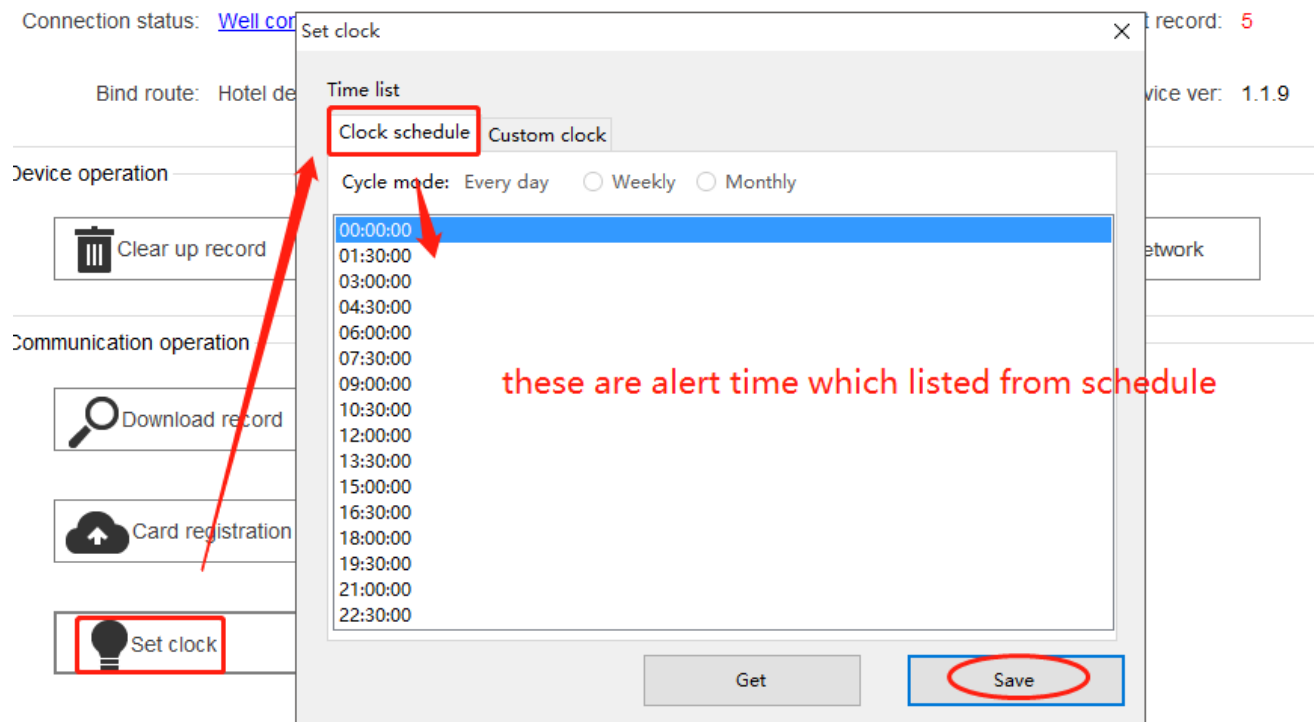 Connection status: Well con
Set clock
t record: 5
Time list
Bind route: Hotel de
vice ver: 1.1.9
Clock schedule
Custom clock
Device operation
Cycle mode: Every day Weekly Monthly
00:00:00
Clear up record
etwork
01:30:00
03:00:00
04:30:00
06:00:00
Communication operation
07:30:00
09:00:00
these are alert time which listed from schedule
10:30:00
Download record
12:00:00
13:30:00
15:00:00
16:30:00
Card registration
18:00:00
19:30:00
21:00:00
22:30:00
Set clock
Get
Save